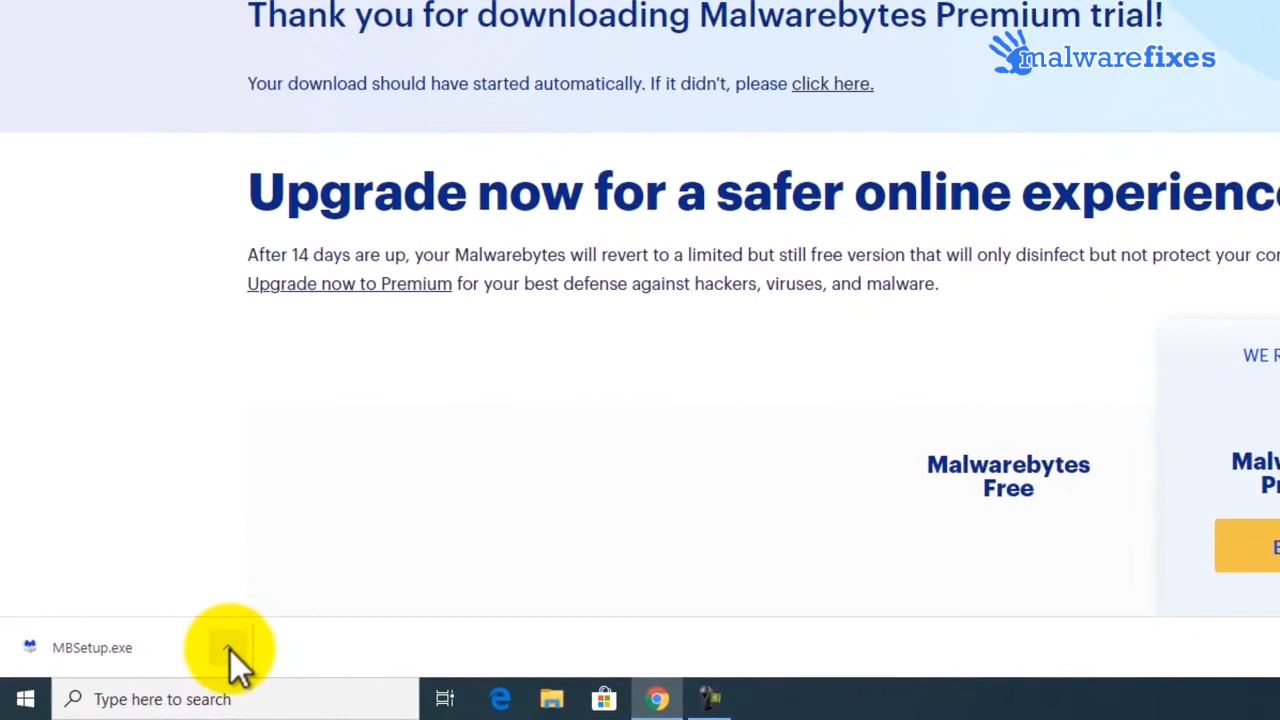 Thank you for downloading Malwarebytes Premium trial!
malwarefixes
Your download should have started automatically. If it didn't, please click here.
Upgrade now for a safer online experienc
After 14 days are up, your Malwarebytes will revert to a limited but still free version that will only disinfect but not protect your co
Upgrade now to Premium for your best defense against hackers, viruses, and malware.
WE R
Malwarebytes
Free
Malw
Pr
MBSetup.exe
Type here to search